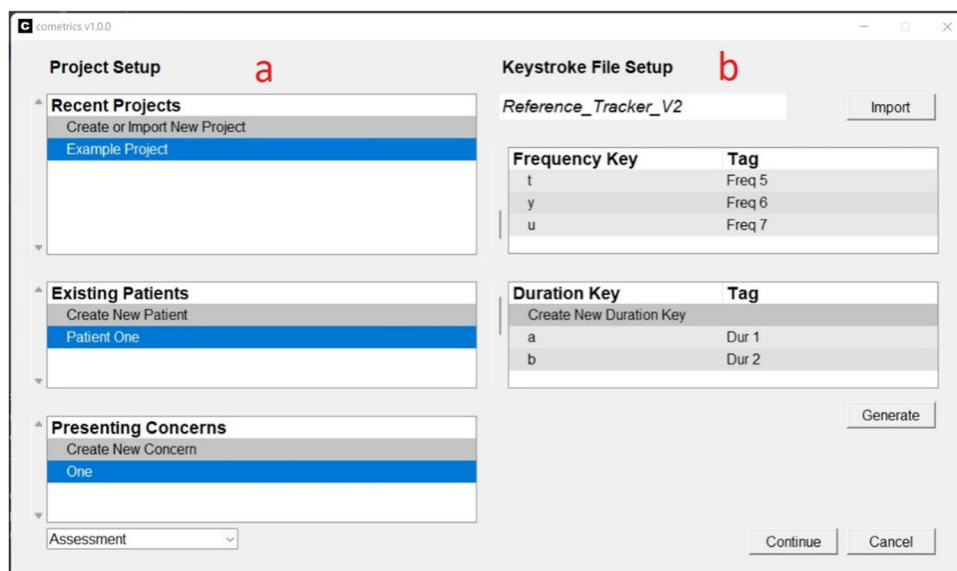 C cometrics v1.0.0
Project Setup
a
Recent Projects
Create or Import New Project
Example Project
Existing Patients
Create New Patient
Patient One
Presenting Concerns
Create New Concern
One
Assessment
Keystroke File Setup
b
Reference_Tracker_V2
Import
Frequency Key Tag
t Freq 5
y Freq 6
u Freq 7
Duration Key Tag
Create New Duration Key
a Dur 1
b Dur 2
Generate
Continue
Cancel